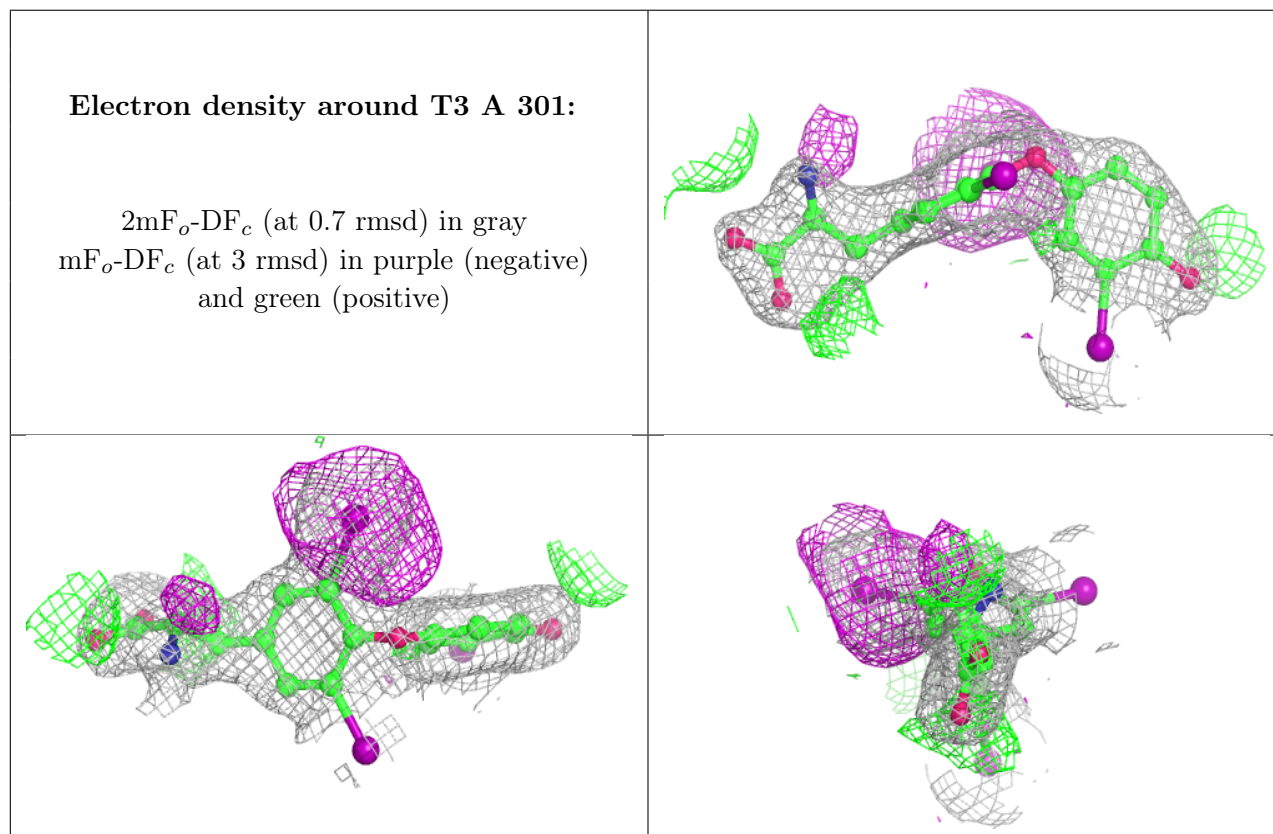 Electron density around T3 A 301:
2mFo-DFc (at 0.7 rmsd) in gray
mFo-DFc (at 3 rmsd) in purple (negative)
and green (positive)